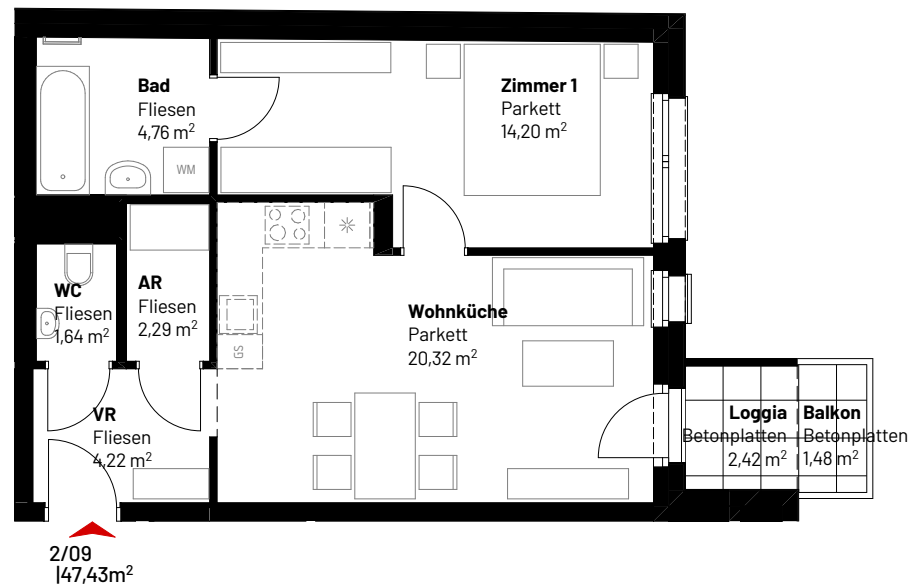 Bad
Fliesen
4,76 m²
WM
Zimmer 1
Parkett
14,20 m²
WC
Fliesen
1,64 m²
AR
Fliesen
2,29 m²
GS
Wohnküche
Parkett
20,32 m²
VR
Fliesen
4,22 m²
Loggia
Betonplatten
2,42 m²
Balkon
Betonplatten
1,48 m²
2/09
|47,43m²